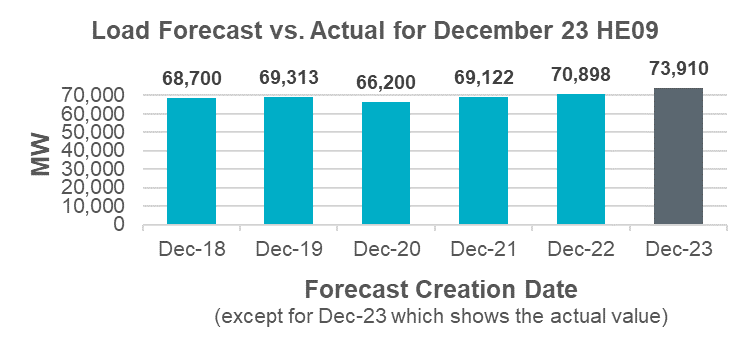 Load Forecast vs. Actual for December 23 HE09
68,700 69,313 66,200 69,122 70,898 73,910
70,000
60,000
50,000
40,000
30,000
20,000
10,000
0
MW
Dec-18 Dec-19 Dec-20 Dec-21 Dec-22 Dec-23
Forecast Creation Date
(except for Dec-23 which shows the actual value)